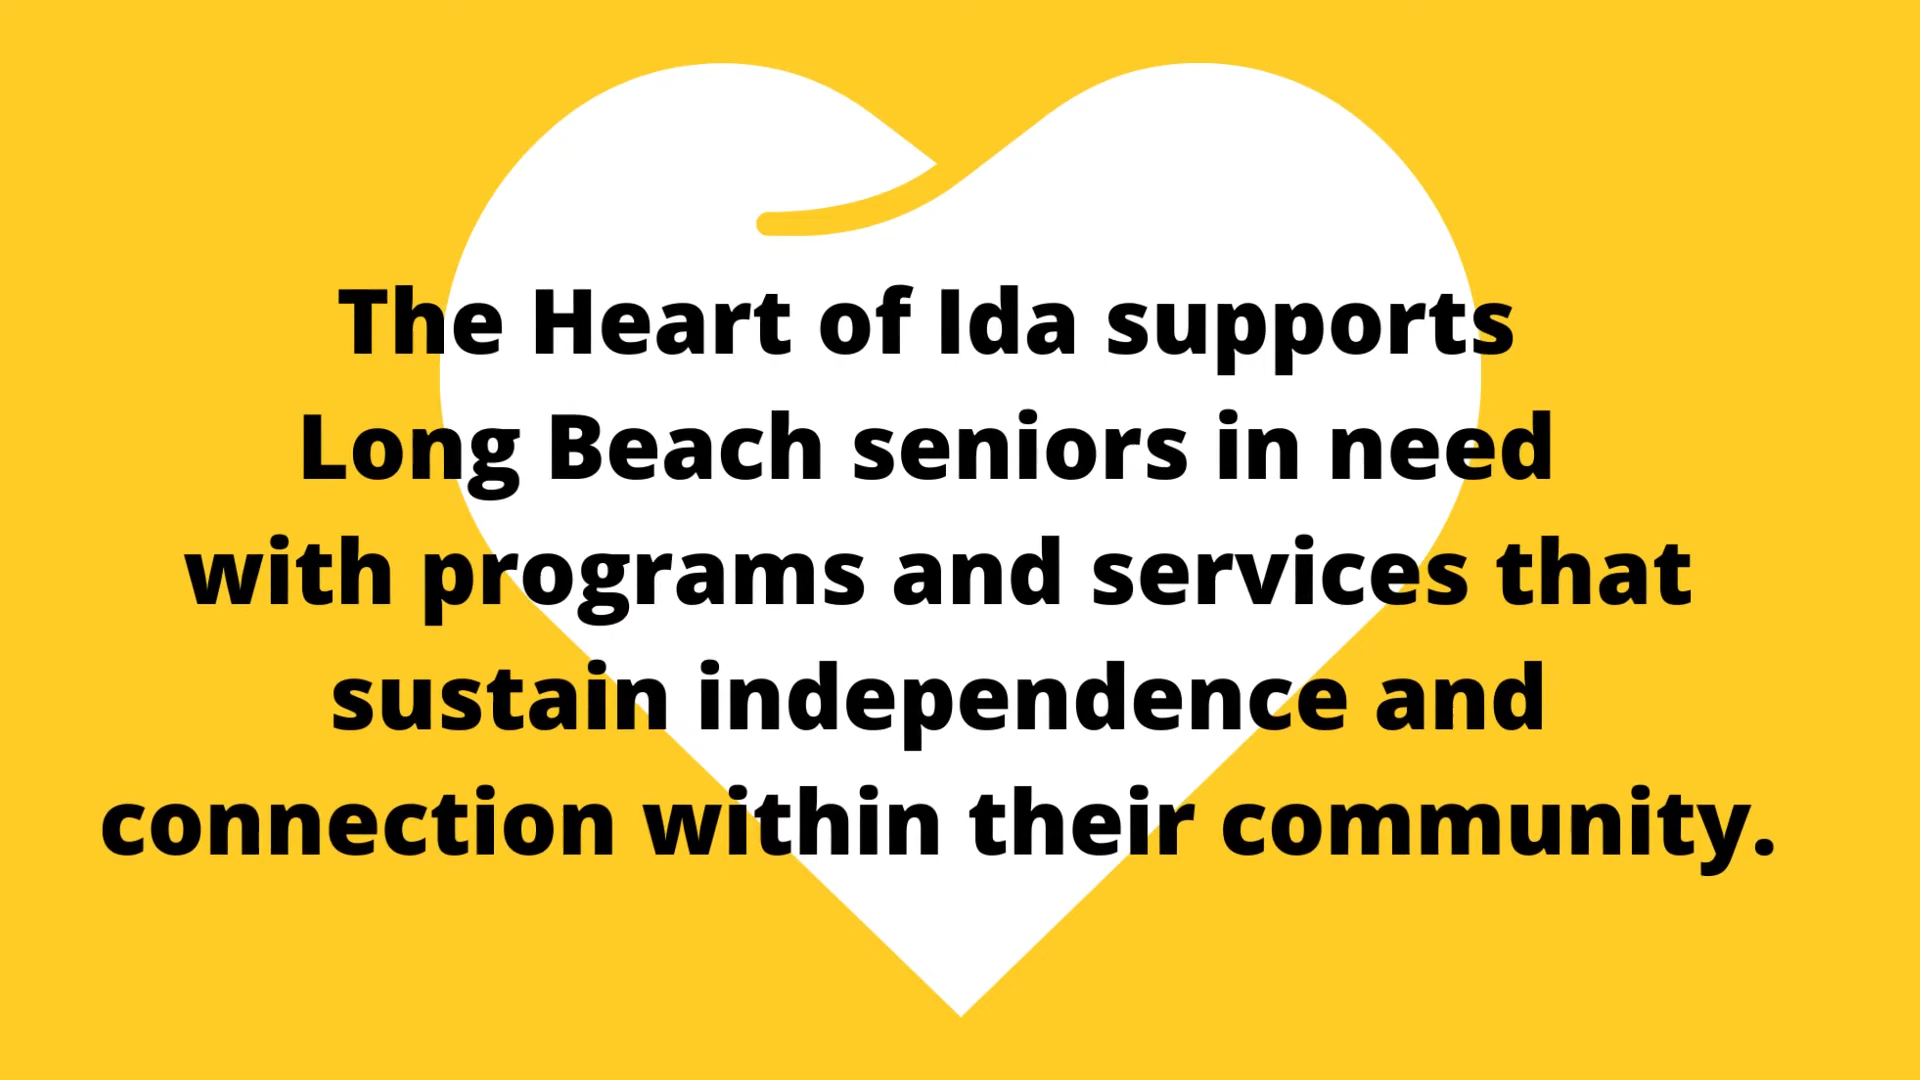 The Heart of Ida supports
Long Beach seniors in need
with programs and services that
sustain independence and
connection within their community.